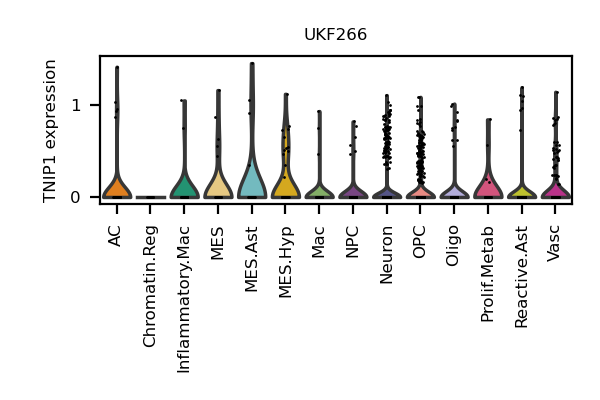 UKF266
TNIP1 expression
1
0
AC
Chromatin.Reg
Inflammatory.Mac
MES
MES.Ast
MES.Hyp
Mac
NPC
Neuron
OPC
Oligo
Prolif.Metab
Reactive.Ast
Vasc